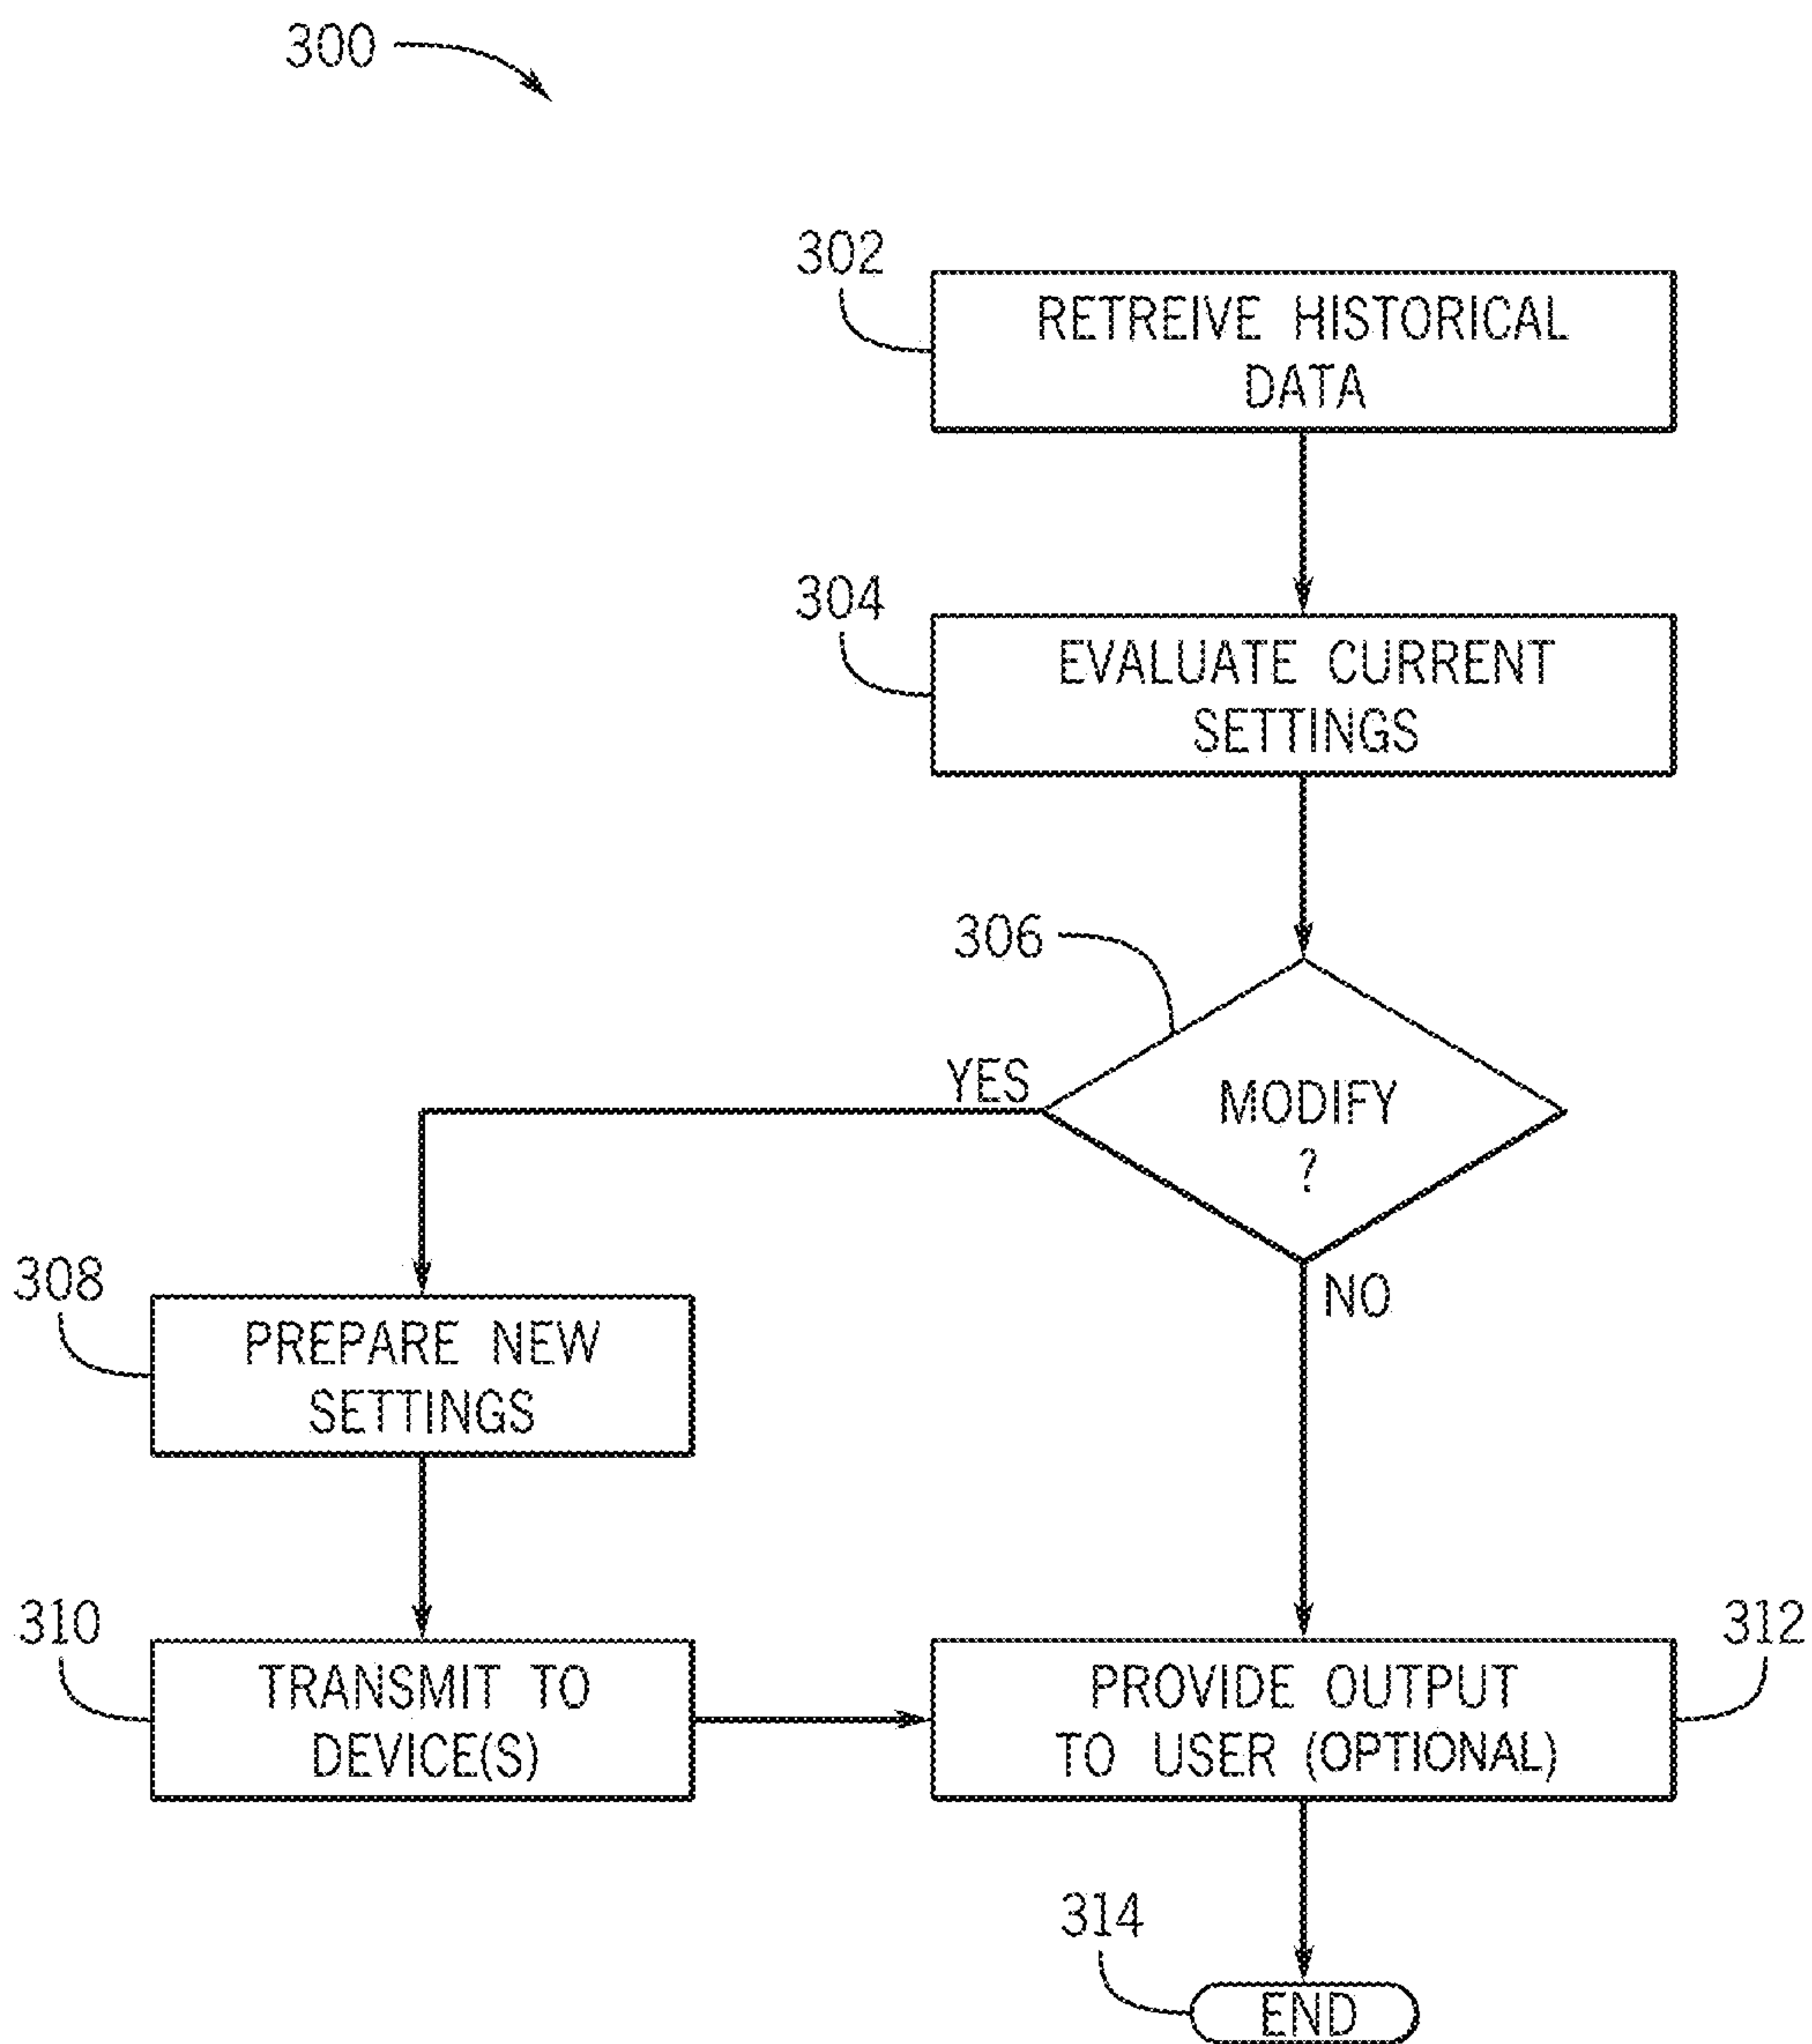 300
302
RETREIVE HISTORICAL
DATA
304
EVALUATE CURRENT
SETTINGS
306
YES
MODIFY
?
NO
308
PREPARE NEW
SETTINGS
310
TRANSMIT TO
DEVICE(S)
312
PROVIDE OUTPUT
TO USER (OPTIONAL)
314
END